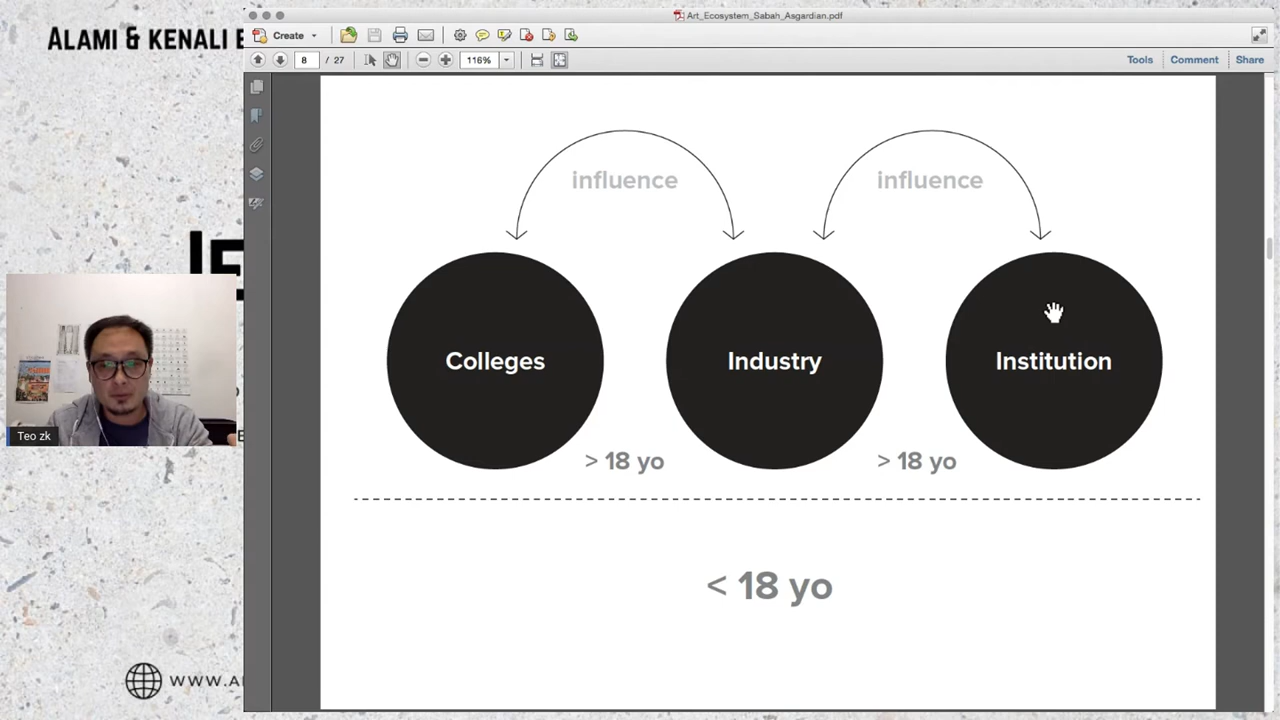 ALAMI & KENALI
Art_Ecosystem_Sabah_Asgardian.pdf
Create
8 / 27
116%
Tools Comment Share
influence influence
Colleges Industry Institution
> 18 yo > 18 yo
< 18 yo
Teo zk
WWW.A